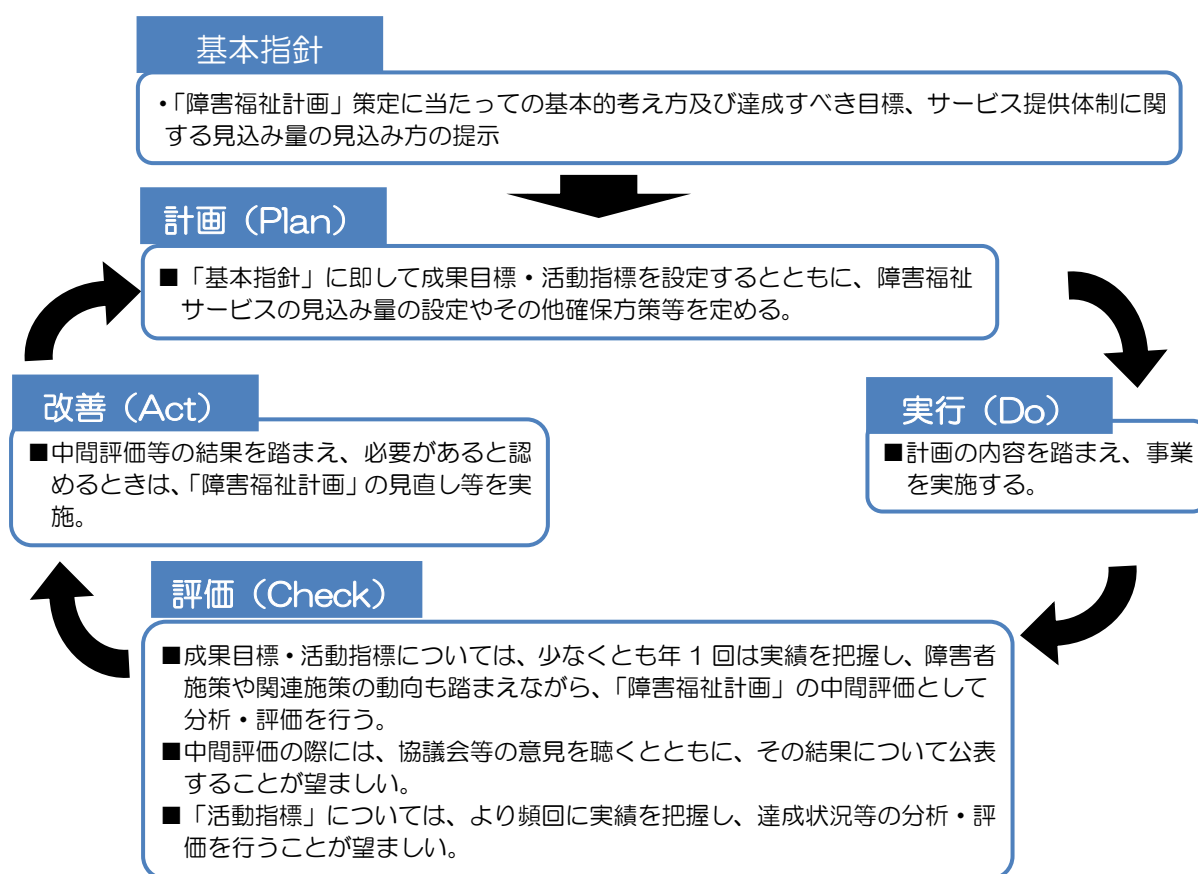 基本指針
・「障害福祉計画」策定に当たっての基本的考え方及び達成すべき目標、サービス提供体制に関
する見込み量の見込み方の提示
計画（Plan）
■「基本指針」に即して成果目標・活動指標を設定するとともに、障害福祉
サービスの見込み量の設定やその他確保方策等を定める。
改善（Act）
■中間評価等の結果を踏まえ、必要があると認
めるときは、「障害福祉計画」の見直し等を実
施。
実行（Do）
■計画の内容を踏まえ、事業
を実施する。
評価（Check）
■成果目標・活動指標については、少なくとも年 1 回は実績を把握し、障害者
施策や関連施策の動向も踏まえながら、「障害福祉計画」の中間評価として
分析・評価を行う。
■中間評価の際には、協議会等の意見を聴くとともに、その結果について公表
することが望ましい。
■「活動指標」については、より頻回に実績を把握し、達成状況等の分析・評
価を行うことが望ましい。